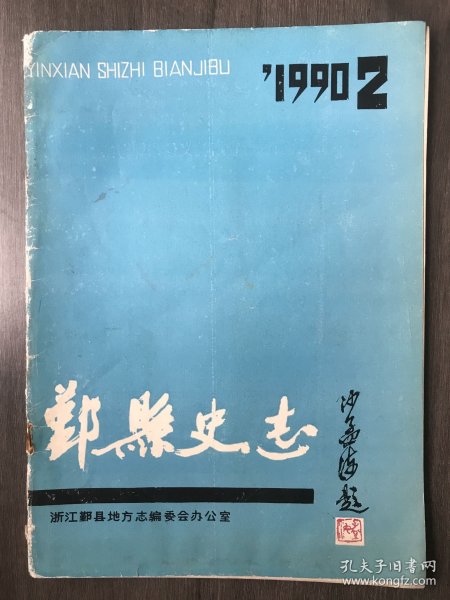 YINXIAN SHIZHI BIANJIBU
'1990 2
鄞縣史志
沙孟海題
浙江鄞县地方志编委会办公室
孔夫子旧书网
www.kongfz.com